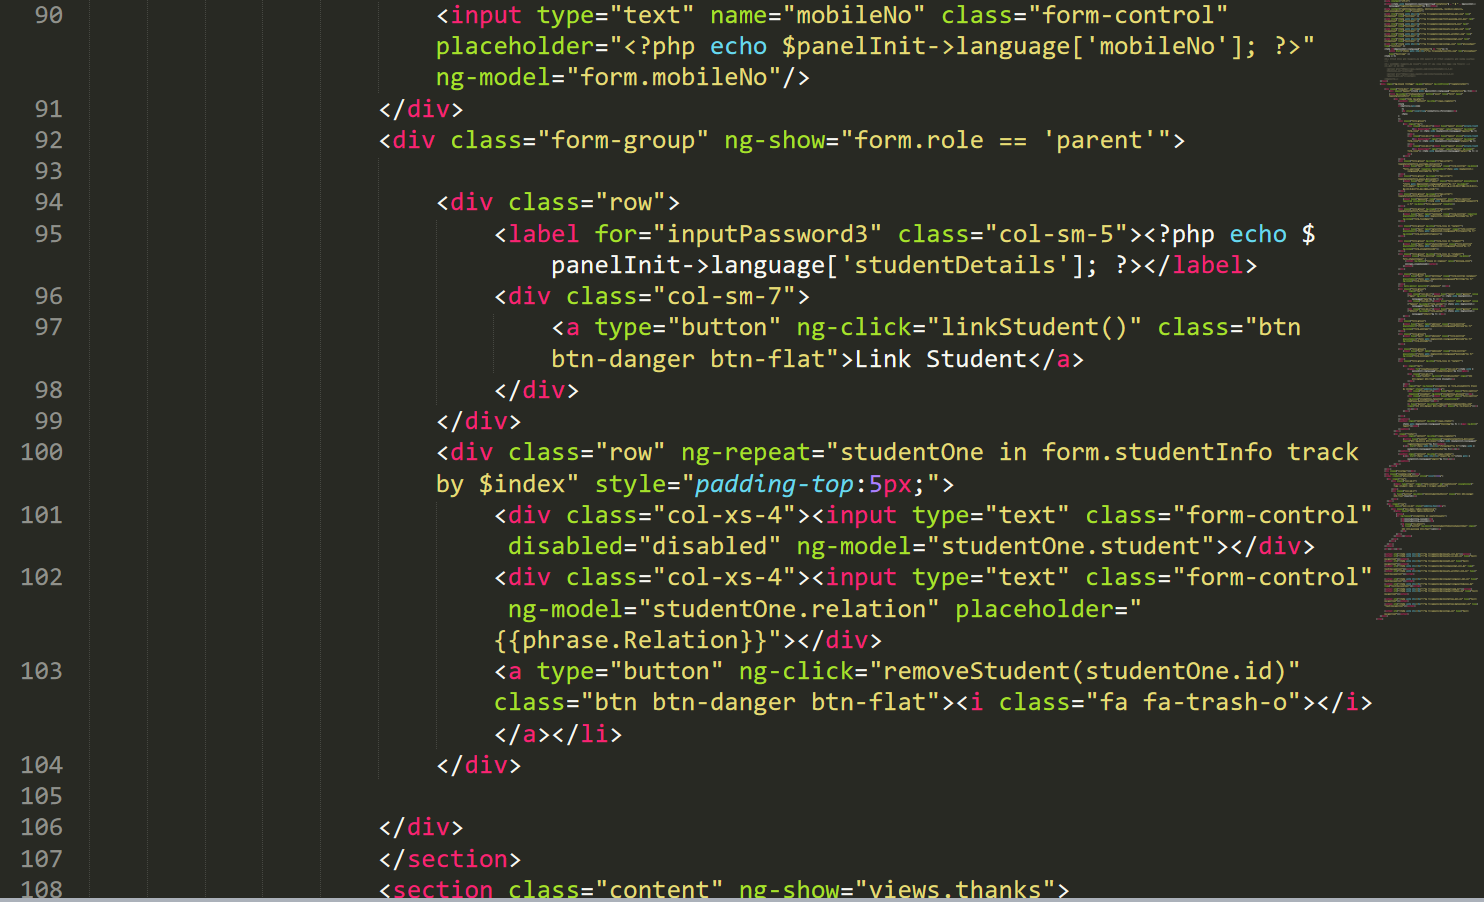 90 <input type="text" name="mobileNo" class="form-control"
placeholder="<?php echo $panelInit->language['mobileNo']; ?>"
ng-model="form.mobileNo"/>
91 </div>
92 <div class="form-group" ng-show="form.role == 'parent'">
93
94 <div class="row">
95 <label for="inputPassword3" class="col-sm-5"><?php echo $
panelInit->language['studentDetails']; ?></label>
96 <div class="col-sm-7">
97 <a type="button" ng-click="linkStudent()" class="btn
btn-danger btn-flat">Link Student</a>
98 </div>
99 </div>
100 <div class="row" ng-repeat="studentOne in form.studentInfo track
by $index" style="padding-top:5px;">
101 <div class="col-xs-4"><input type="text" class="form-control"
disabled="disabled" ng-model="studentOne.student"></div>
102 <div class="col-xs-4"><input type="text" class="form-control"
ng-model="studentOne.relation" placeholder="
{{phrase.Relation}}"></div>
103 <a type="button" ng-click="removeStudent(studentOne.id)"
class="btn btn-danger btn-flat"><i class="fa fa-trash-o"></i>
</a></li>
104 </div>
105
106 </div>
107 </section>
108 <section class="content" ng-show="views.thanks">